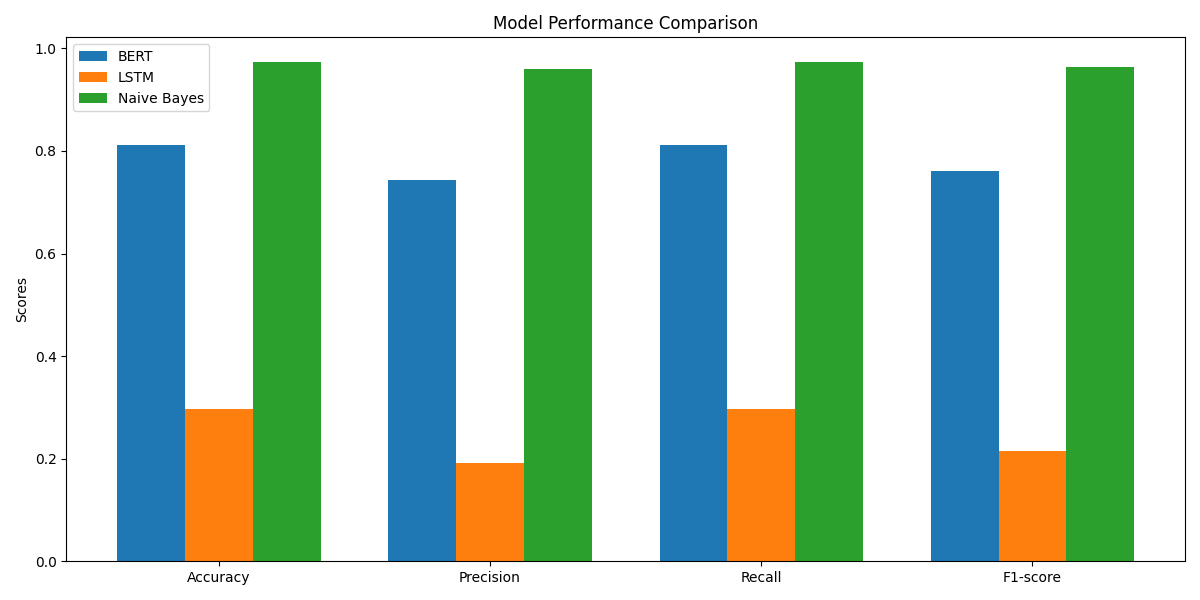 Model Performance Comparison
BERT
LSTM
Naive Bayes
1.0
0.8
0.6
0.4
0.2
0.0
Scores
Accuracy
Precision
Recall
F1-score